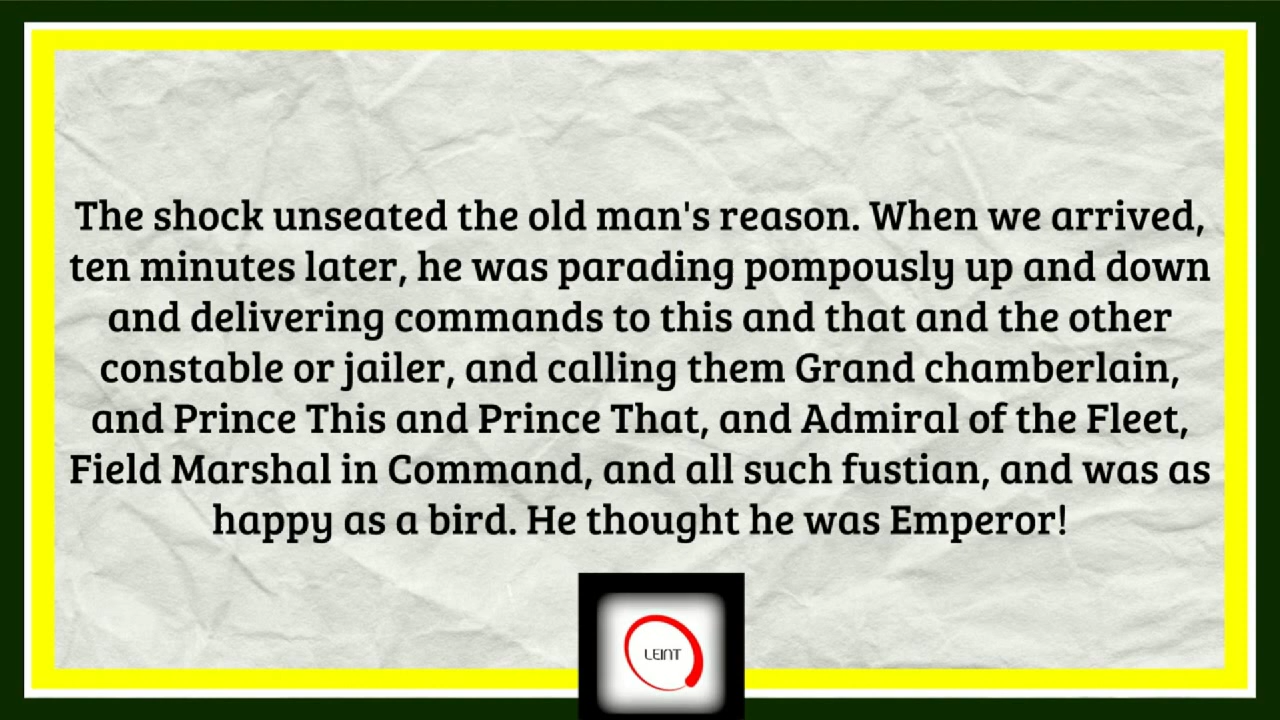 The shock unseated the old man's reason. When we arrived,
ten minutes later, he was parading pompously up and down
and delivering commands to this and that and the other
constable or jailer, and calling them Grand chamberlain,
and Prince This and Prince That, and Admiral of the Fleet,
Field Marshal in Command, and all such fustian, and was as
happy as a bird. He thought he was Emperor!
LEINT